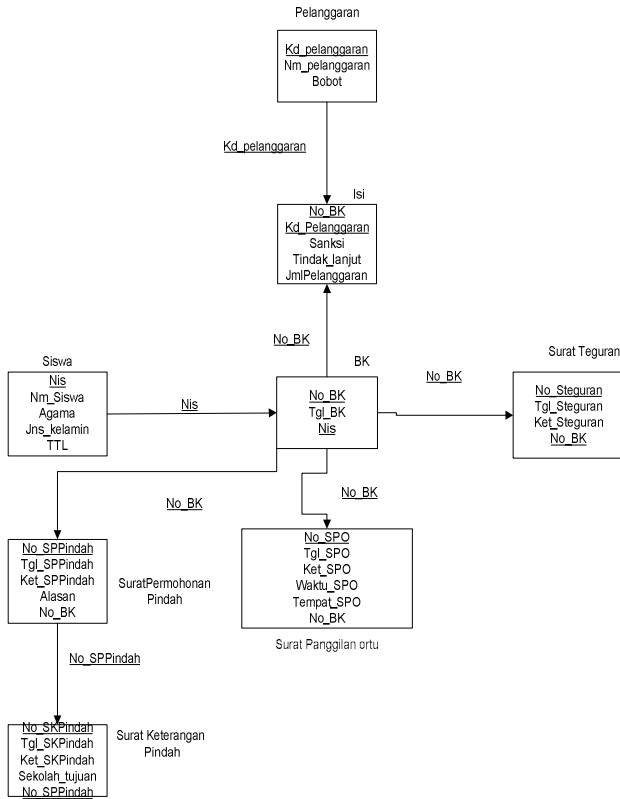 Pelanggaran
Kd_pelanggaran
Nm_pelanggaran
Bobot
Kd_pelanggaran
Isi
No_BK
Kd_Pelanggaran
Sanksi
Tindak_lanjut
JmlPelanggaran
No_BK
Siswa
Nis
Nm_Siswa
Agama
Jns_kelamin
TTL
Nis
BK
No_BK
Tgl_BK
Nis
No_BK
Surat Teguran
No_Steguran
Tgl_Steguran
Ket_Steguran
No_BK
No_BK
No_BK
No_SPPindah
Tgl_SPPindah
Ket_SPPindah
Alasan
No_BK
SuratPermohonan
Pindah
No_SPO
Tgl_SPO
Ket_SPO
Waktu_SPO
Tempat_SPO
No_BK
Surat Panggilan ortu
No_SPPindah
No_SKPindah
Tgl_SKPindah
Ket_SKPindah
Sekolah_tujuan
No_SPPindah
Surat Keterangan
Pindah